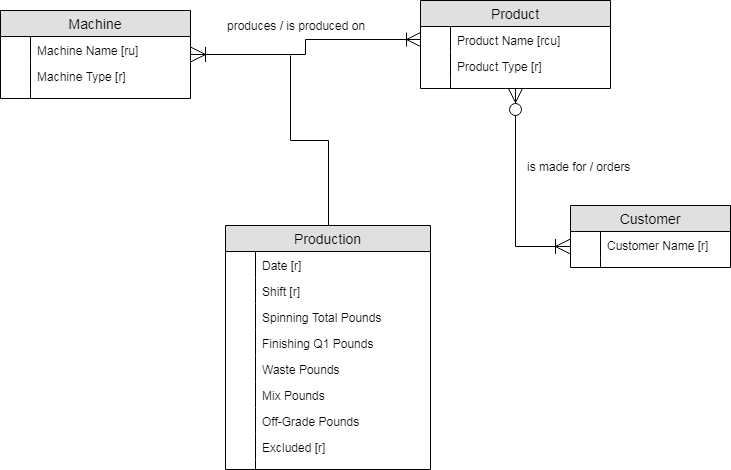 Machine
Machine Name [ru]
Machine Type [r]
produces / is produced on
Product
Product Name [rcu]
Product Type [r]
is made for / orders
Customer
Customer Name [r]
Production
Date [r]
Shift [r]
Spinning Total Pounds
Finishing Q1 Pounds
Waste Pounds
Mix Pounds
Off-Grade Pounds
Excluded [r]